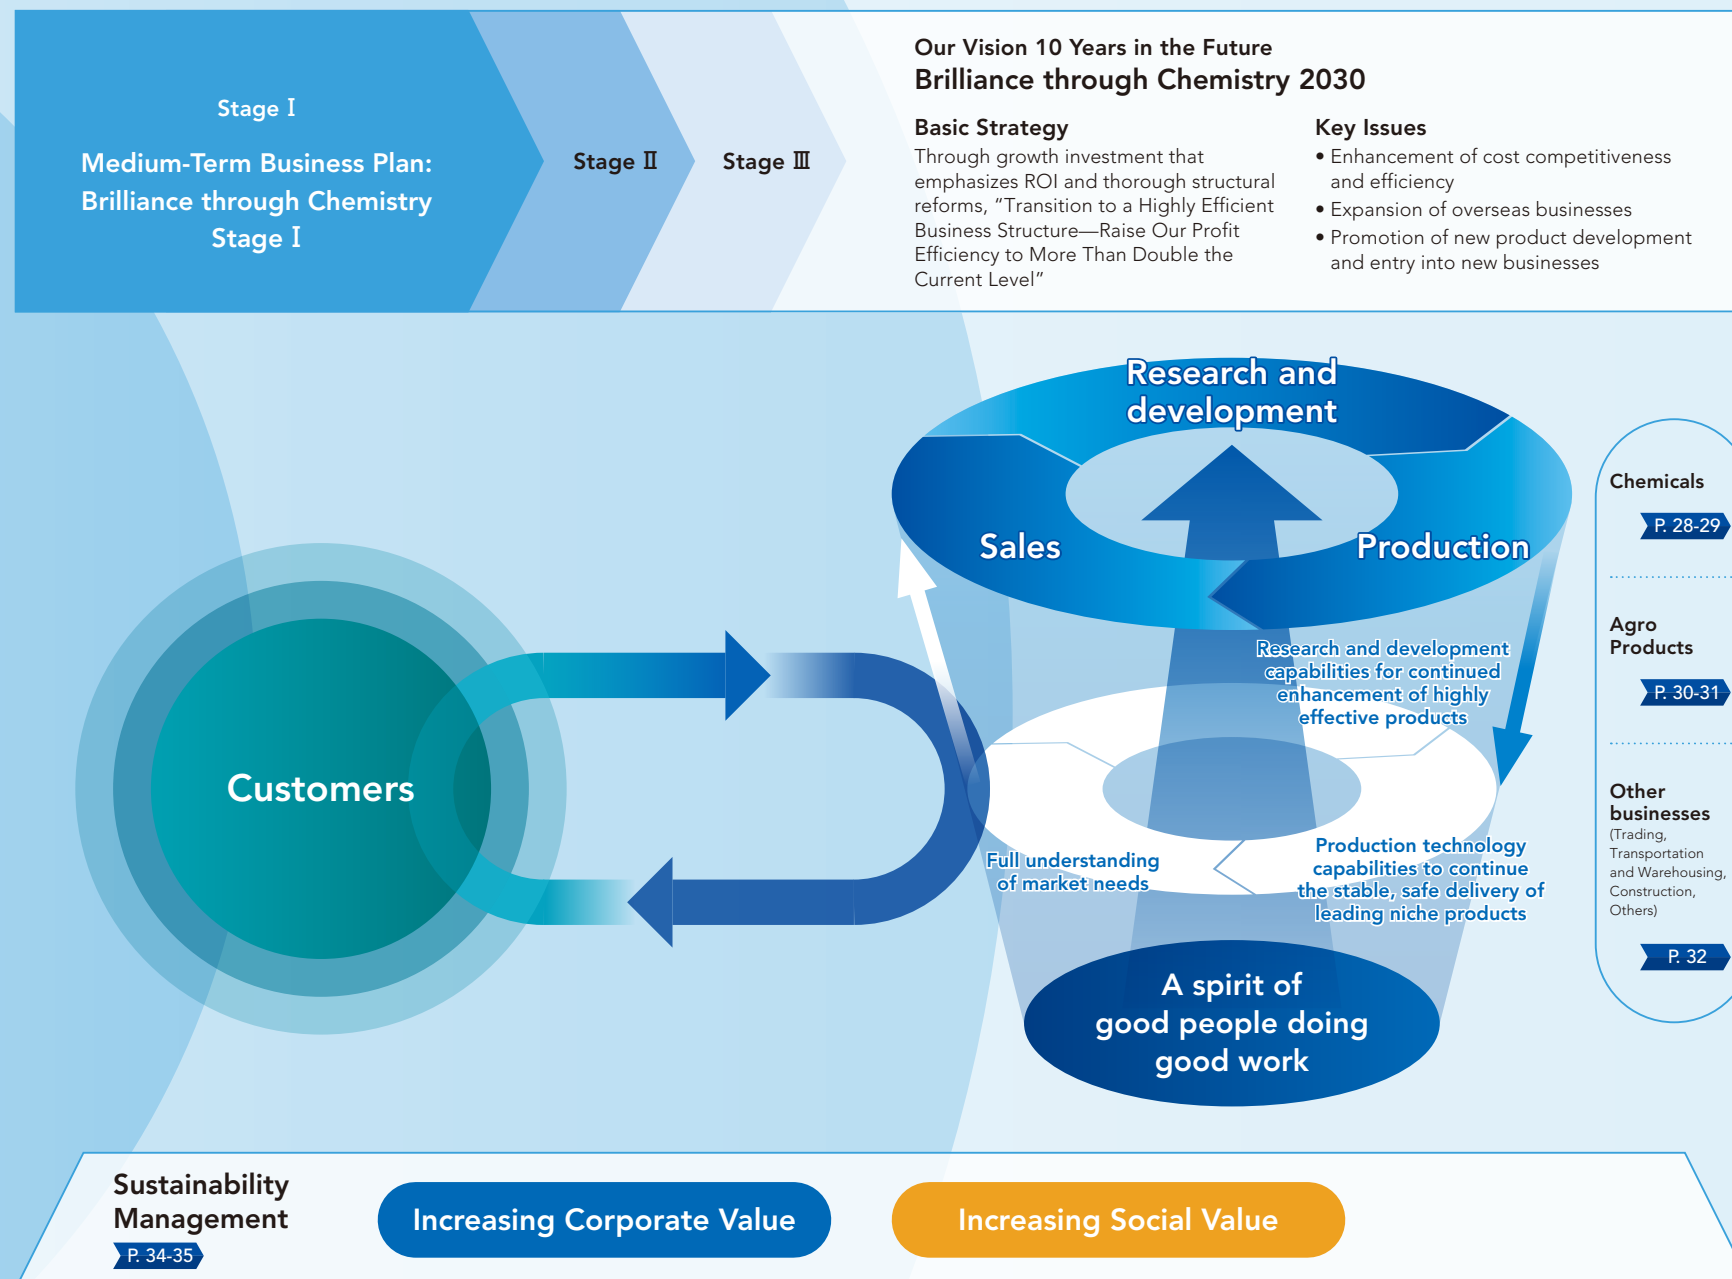 Stage Ⅰ
Medium-Term Business Plan:
Brilliance through Chemistry
Stage Ⅰ
Stage Ⅱ
Stage Ⅲ
Our Vision 10 Years in the Future
Brilliance through Chemistry 2030
Basic Strategy
Through growth investment that
emphasizes ROI and thorough structural
reforms, “Transition to a Highly Efficient
Business Structure—Raise Our Profit
Efficiency to More Than Double the
Current Level”
Key Issues
• Enhancement of cost competitiveness
and efficiency
• Expansion of overseas businesses
• Promotion of new product development
and entry into new businesses
Research and
development
Sales
Production
Research and development
capabilities for continued
enhancement of highly
effective products
Customers
Full understanding
of market needs
Production technology
capabilities to continue
the stable, safe delivery of
leading niche products
A spirit of
good people doing
good work
Chemicals
P. 28-29
Agro
Products
P. 30-31
Other
businesses
(Trading,
Transportation
and Warehousing,
Construction,
Others)
P. 32
Sustainability
Management
P. 34-35
Increasing Corporate Value
Increasing Social Value